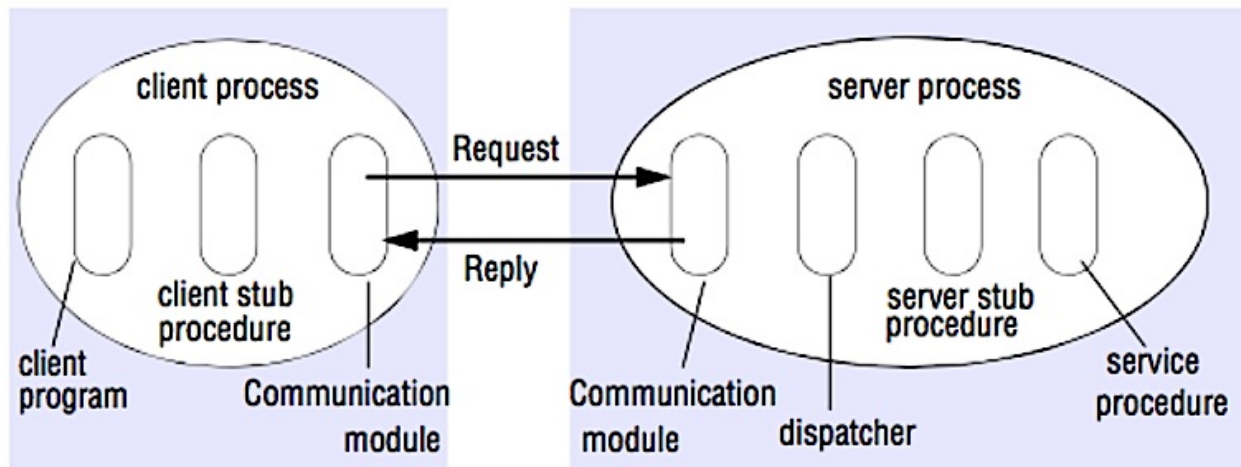 client process
server process
Request
Reply
client stub
procedure
server stub
procedure
client
program
Communication
module
Communication
module
dispatcher
service
procedure